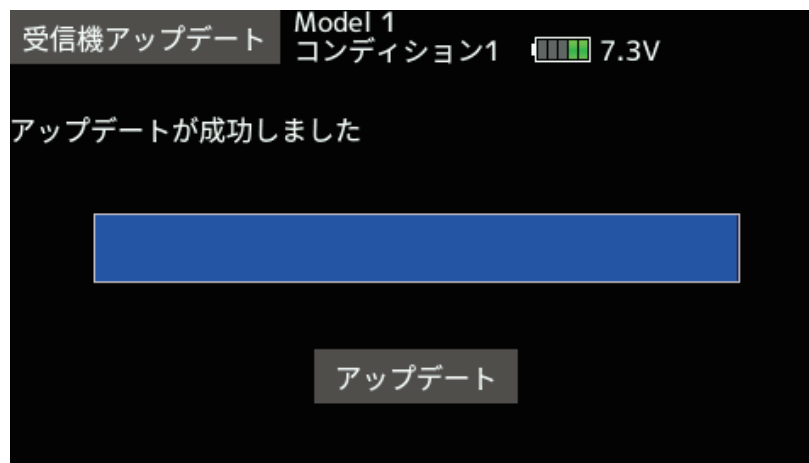 受信機アップデート
Model 1
コンディション1
7.3V
アップデートが成功しました
アップデート